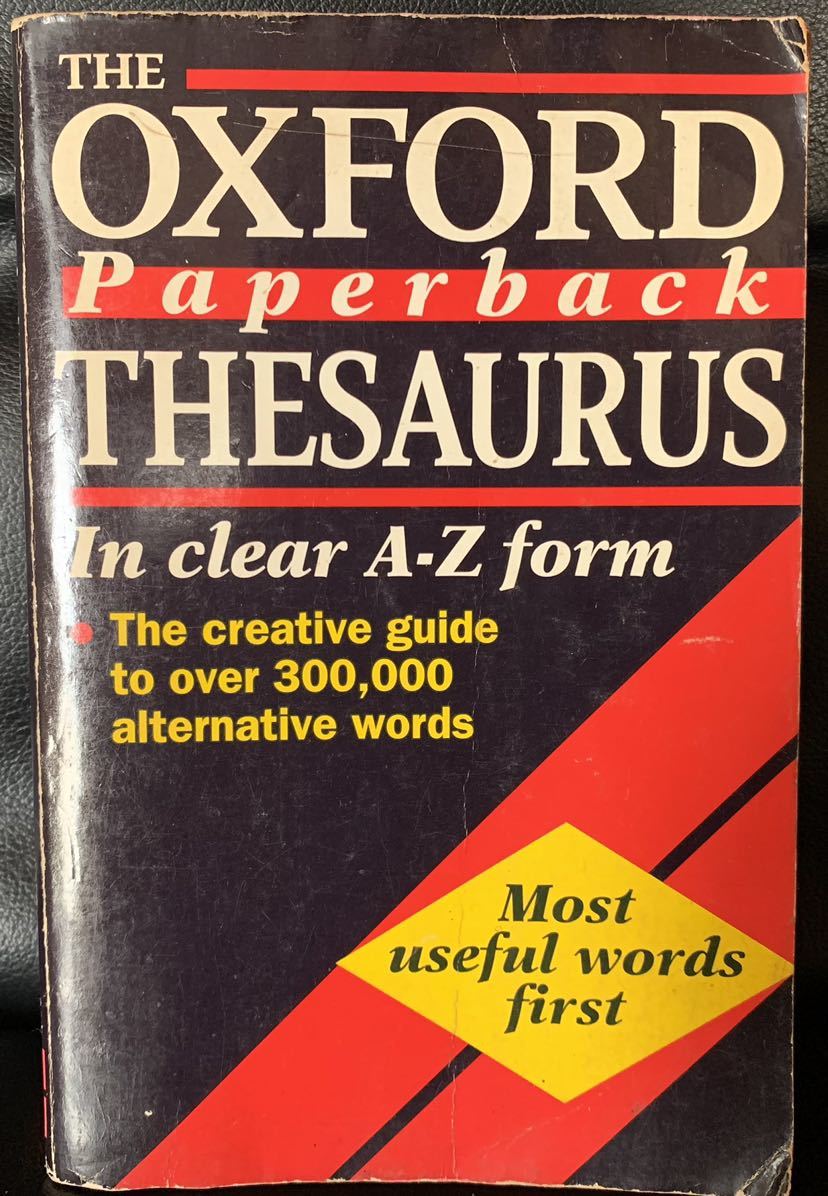 THE
OXFORD
Paperback
THESAURUS
In clear A-Z form
• The creative guide
to over 300,000
alternative words
Most
useful words
first